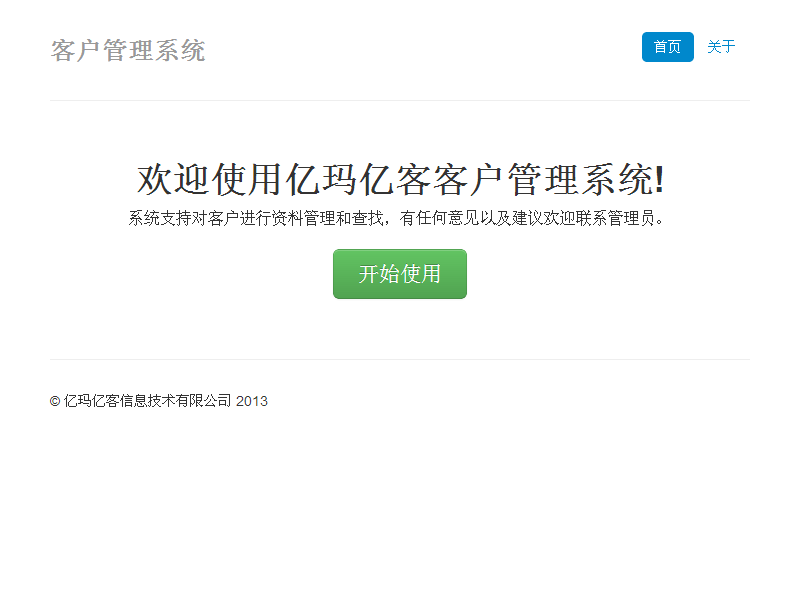 客户管理系统
首页 关于
欢迎使用亿玛亿客客户管理系统!
系统支持对客户进行资料管理和查找，有任何意见以及建议欢迎联系管理员。
开始使用
© 亿玛亿客信息技术有限公司 2013